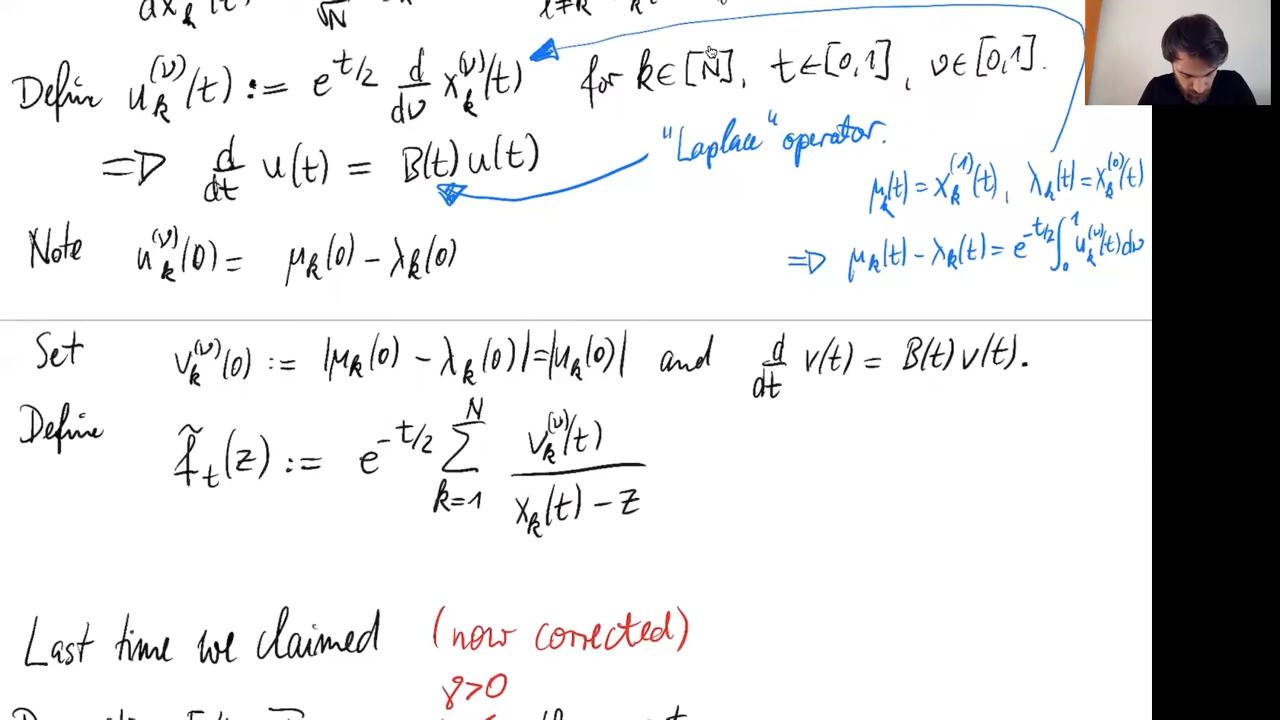 Define u_k^{(ν)}(t) := e^{t/2} d/dν x_k^{(ν)}(t) for k∈[N], t∈[0,1], ν∈[0,1].
"Laplace" operator.
⇒ d/dt u(t) = B(t) u(t)
μ_k(t) = x_k^{(1)}(t), λ_k(t) = x_k^{(0)}(t)
Note u_k^{(ν)}(0) = μ_k(0) - λ_k(0)
⇒ μ_k(t) - λ_k(t) = e^{-t/2} ∫_0^1 u_k^{(ν)}(t) dν
Set v_k^{(ν)}(0) := |μ_k(0) - λ_k(0)| = |u_k(0)| and d/dt v(t) = B(t) v(t).
Define
f̃_t(z) := e^{-t/2} ∑_{k=1}^N v_k^{(ν)}(t) / (x_k(t) - z)
Last time we claimed (now corrected)
γ>0